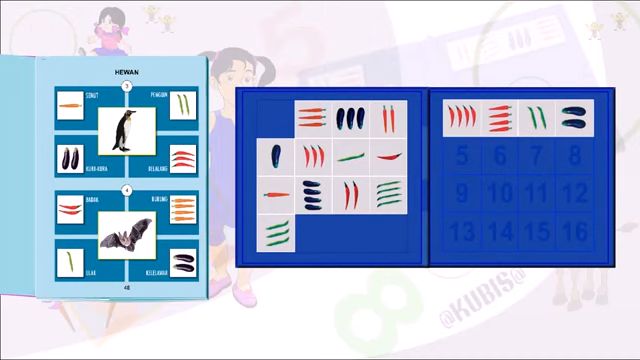 HEWAN
3
SEMUT
PENGUIN
KURA-KURA
BELALANG
4
BADAK
BURUNG
ULAR
KELELAWAR
48
5 6 7 8
9 10 11 12
13 14 15 16
@KUBIS@